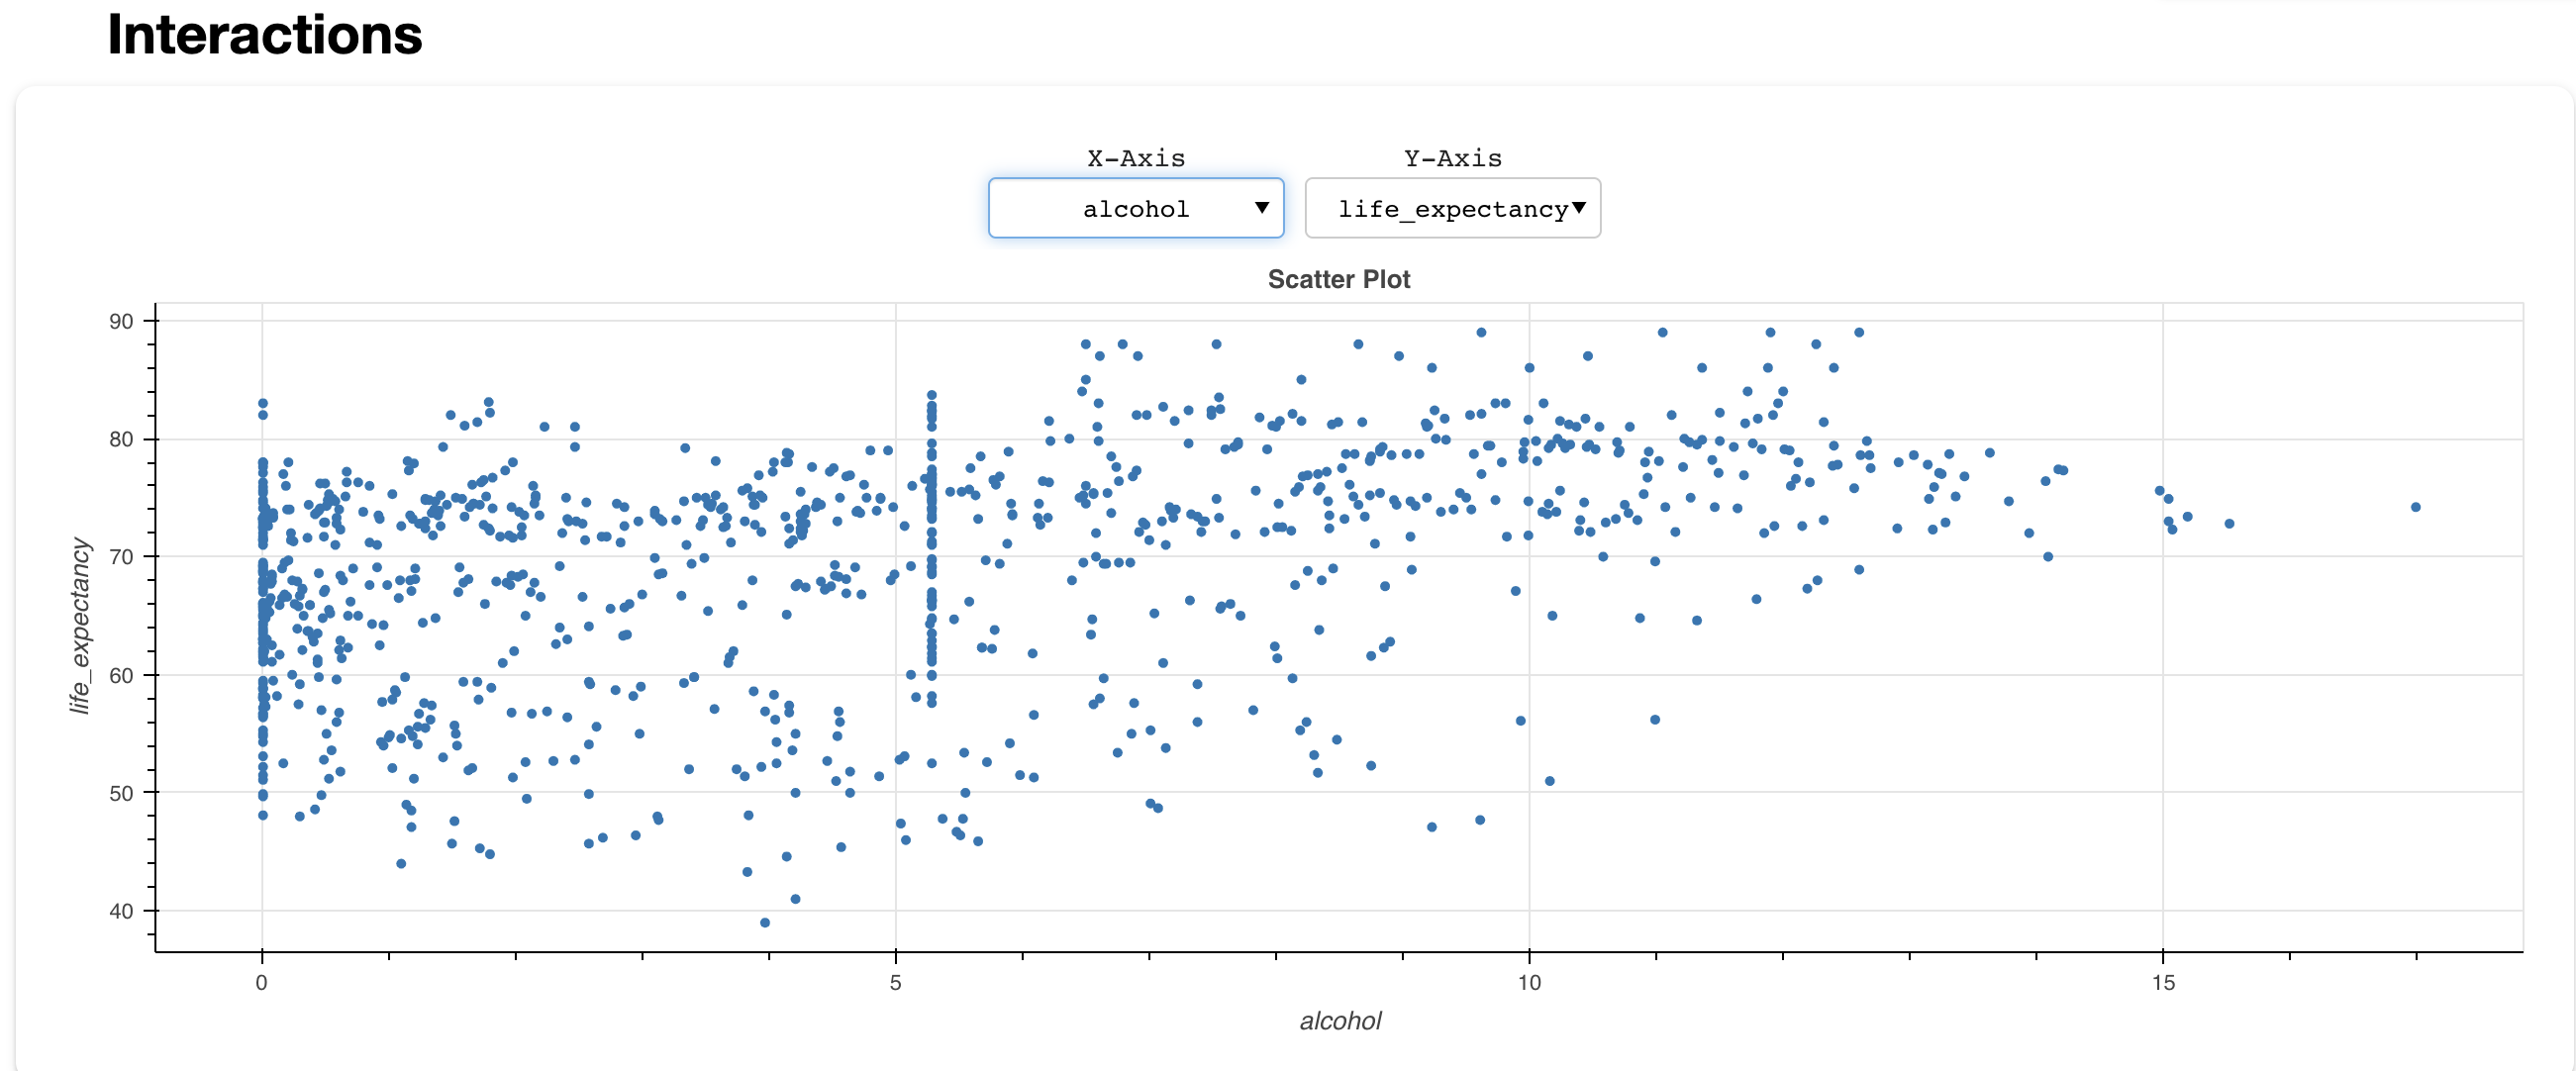 Interactions
X-Axis Y-Axis
alcohol ▼ life_expectancy ▼
Scatter Plot
90
80
70
60
50
40
life_expectancy
0 5 10 15
alcohol